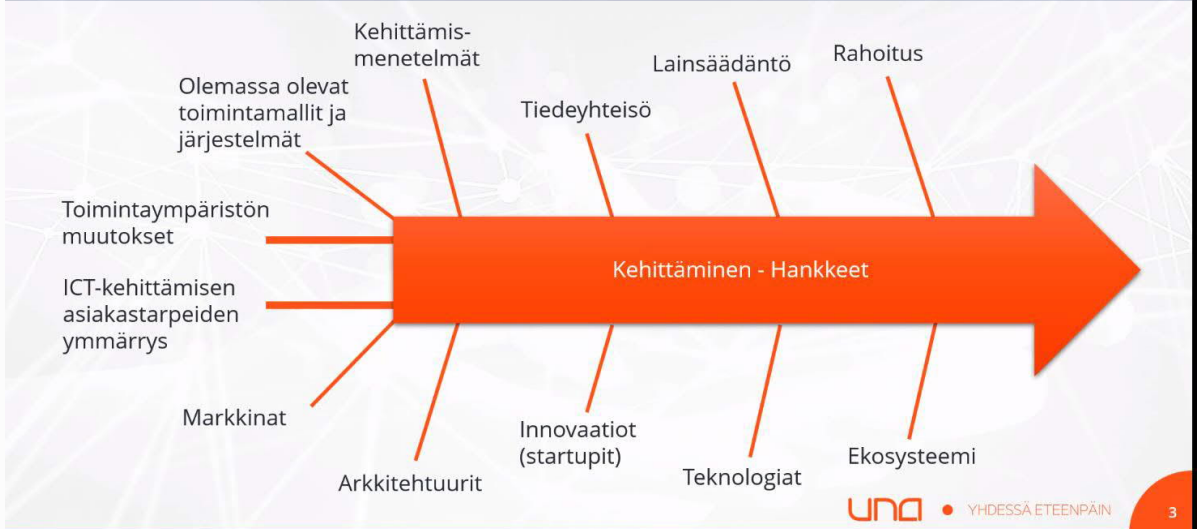 Kehittämis-
menetelmät
Lainsäädäntö
Rahoitus
Olemassa olevat
toimintamallit ja
järjestelmät
Tiedeyhteisö
Toimintaympäristön
muutokset
Kehittäminen - Hankkeet
ICT-kehittämisen
asiakastarpeiden
ymmärrys
Markkinat
Arkkitehtuurit
Innovaatiot
(startupit)
Teknologiat
Ekosysteemi
una • YHDESSÄ ETEENPÄIN
3